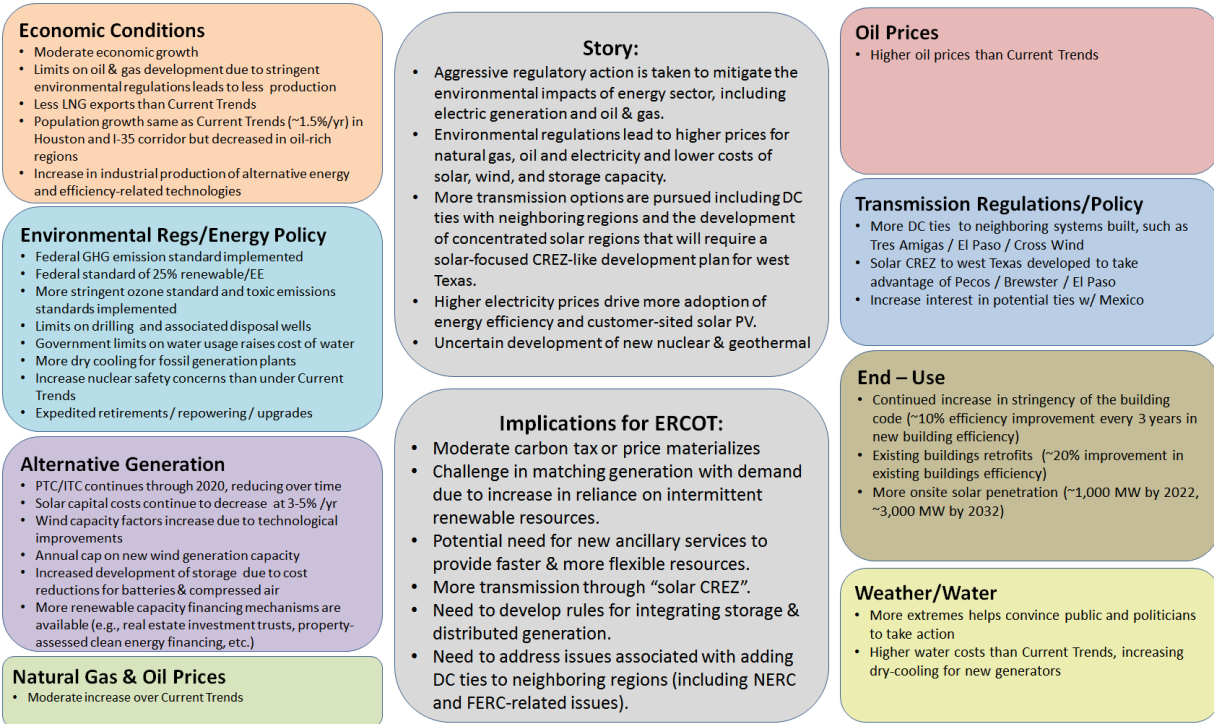 Economic Conditions
• Moderate economic growth
• Limits on oil & gas development due to stringent
environmental regulations leads to less production
• Less LNG exports than Current Trends
• Population growth same as Current Trends (~1.5%/yr) in
Houston and I-35 corridor but decreased in oil-rich
regions
• Increase in industrial production of alternative energy
and efficiency-related technologies
Environmental Regs/Energy Policy
• Federal GHG emission standard implemented
• Federal standard of 25% renewable/EE
• More stringent ozone standard and toxic emissions
standards implemented
• Limits on drilling and associated disposal wells
• Government limits on water usage raises cost of water
• More dry cooling for fossil generation plants
• Increase nuclear safety concerns than under Current
Trends
• Expedited retirements/ repowering/ upgrades
Alternative Generation
• PTC/ITC continues through 2020, reducing over time
• Solar capital costs continue to decrease at 3-5% /yr
• Wind capacity factors increase due to technological
improvements
• Annual cap on new wind generation capacity
• Increased development of storage due to cost
reductions for batteries & compressed air
• More renewable capacity financing mechanisms are
available (e.g., real estate investment trusts, property-
assessed clean energy financing, etc.)
Natural Gas & Oil Prices
• Moderate increase over Current Trends
Story:
• Aggressive regulatory action is taken to mitigate the
environmental impacts of energy sector, including
electric generation and oil & gas.
• Environmental regulations lead to higher prices for
natural gas, oil and electricity and lower costs of
solar, wind, and storage capacity.
• More transmission options are pursued including DC
ties with neighboring regions and the development
of concentrated solar regions that will require a
solar-focused CREZ-like development plan for west
Texas.
• Higher electricity prices drive more adoption of
energy efficiency and customer-sited solar PV.
• Uncertain development of new nuclear & geothermal
Implications for ERCOT:
• Moderate carbon tax or price materializes
• Challenge in matching generation with demand
due to increase in reliance on intermittent
renewable resources.
• Potential need for new ancillary services to
provide faster & more flexible resources.
• More transmission through “solar CREZ”.
• Need to develop rules for integrating storage &
distributed generation.
• Need to address issues associated with adding
DC ties to neighboring regions (including NERC
and FERC-related issues).
Oil Prices
• Higher oil prices than Current Trends
Transmission Regulations/Policy
• More DC ties to neighboring systems built, such as
Tres Amigas / El Paso / Cross Wind
• Solar CREZ to west Texas developed to take
advantage of Pecos / Brewster / El Paso
• Increase interest in potential ties w/ Mexico
End – Use
• Continued increase in stringency of the building
code (~10% efficiency improvement every 3 years in
new building efficiency)
• Existing buildings retrofits (~20% improvement in
existing buildings efficiency)
• More onsite solar penetration (~1,000 MW by 2022,
~3,000 MW by 2032)
Weather/Water
• More extremes helps convince public and politicians
to take action
• Higher water costs than Current Trends, increasing
dry-cooling for new generators